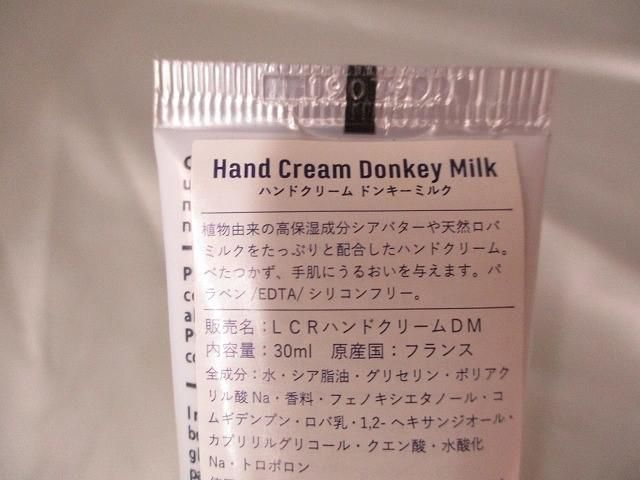 Hand Cream Donkey Milk
ハンドクリーム ドンキーミルク
植物由来の高保湿成分シアバターや天然ロバ
ミルクをたっぷりと配合したハンドクリーム。
べたつかず、手肌にうるおいを与えます。パ
ラベン/EDTA/シリコンフリー。
販売名：ＬＣＲハンドクリームＤＭ
内容量：30ml 原産国：フランス
全成分：水・シア脂油・グリセリン・ポリアク
リル酸Na・香料・フェノキシエタノール・コ
ムギデンプン・ロバ乳・1,2-ヘキサンジオール・
カプリリルグリコール・クエン酸・水酸化
Na・トロポロン